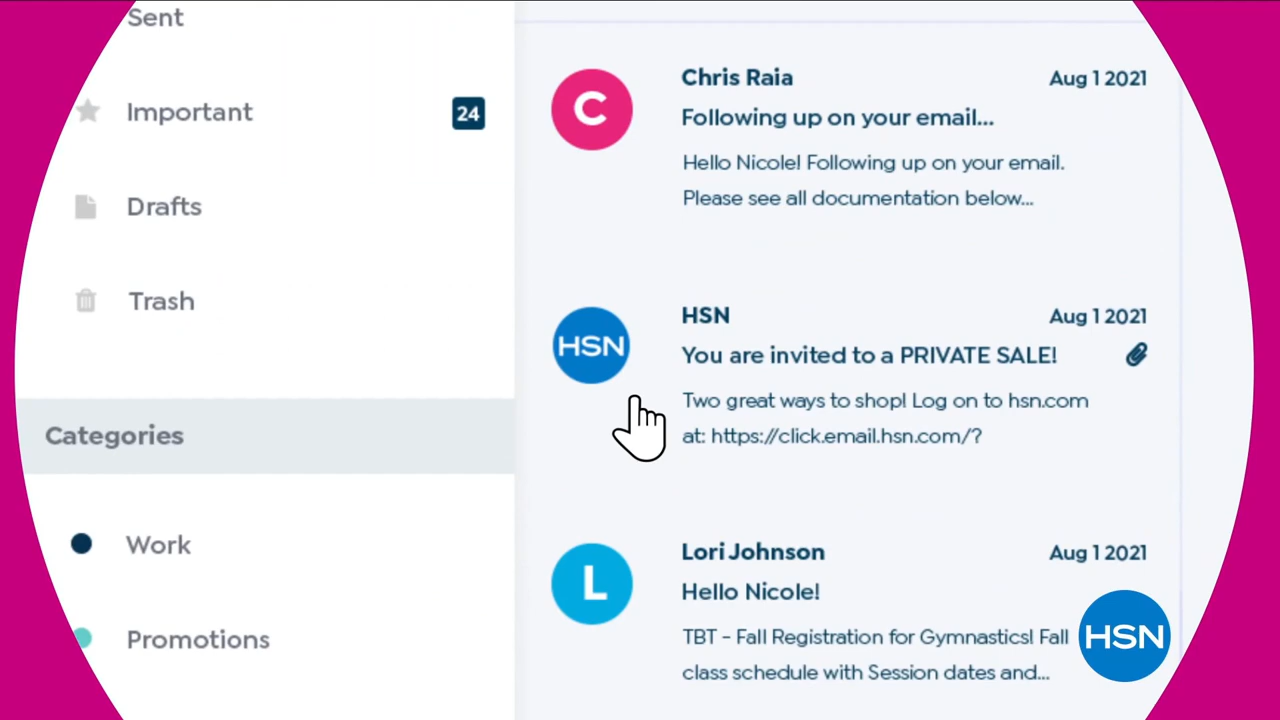 Sent
Important
24
Drafts
Trash
Categories
Work
Promotions
C
Chris Raia
Aug 1 2021
Following up on your email...
Hello Nicole! Following up on your email.
Please see all documentation below...
HSN
HSN
Aug 1 2021
You are invited to a PRIVATE SALE!
Two great ways to shop! Log on to hsn.com
at: https://click.email.hsn.com/?
L
Lori Johnson
Aug 1 2021
Hello Nicole!
TBT - Fall Registration for Gymnastics! Fall
class schedule with Session dates and...
HSN